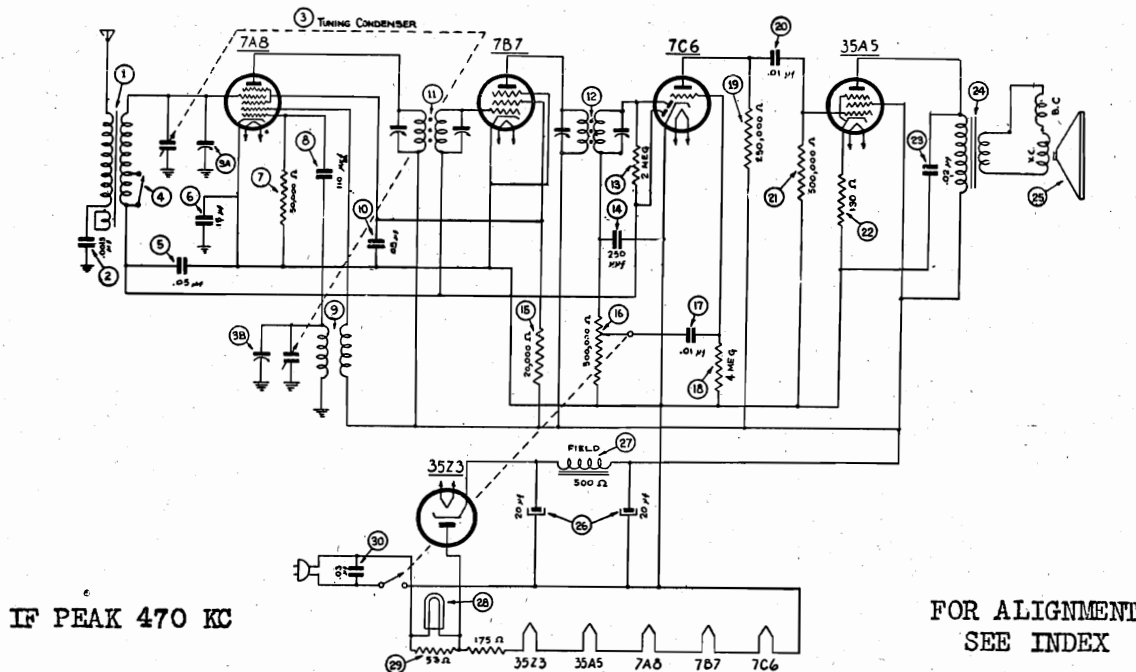 3 TUNING CONDENSER
7A8
7B7
7C6
35A5
1
11
12
20
.01 µf
19
250,000 Ω
24
B.C.
V.C.
25
3A
4
7
50,000 Ω
8
110 µµf
10
.05 µf
13
2 MEG
14
250 µµf
21
500,000 Ω
130 Ω
22
23
.02 µf
6
2
5
.05 µf
3B
9
15
20,000 Ω
16
500,000 Ω
17
.01 µf
18
4 MEG
FIELD
27
500 Ω
35Z3
20 µf
26
20 µf
30
.03
28
29
53 Ω
175 Ω
35Z3
35A5
7A8
7B7
7C6
IF PEAK 470 KC
FOR ALIGNMENT
SEE INDEX